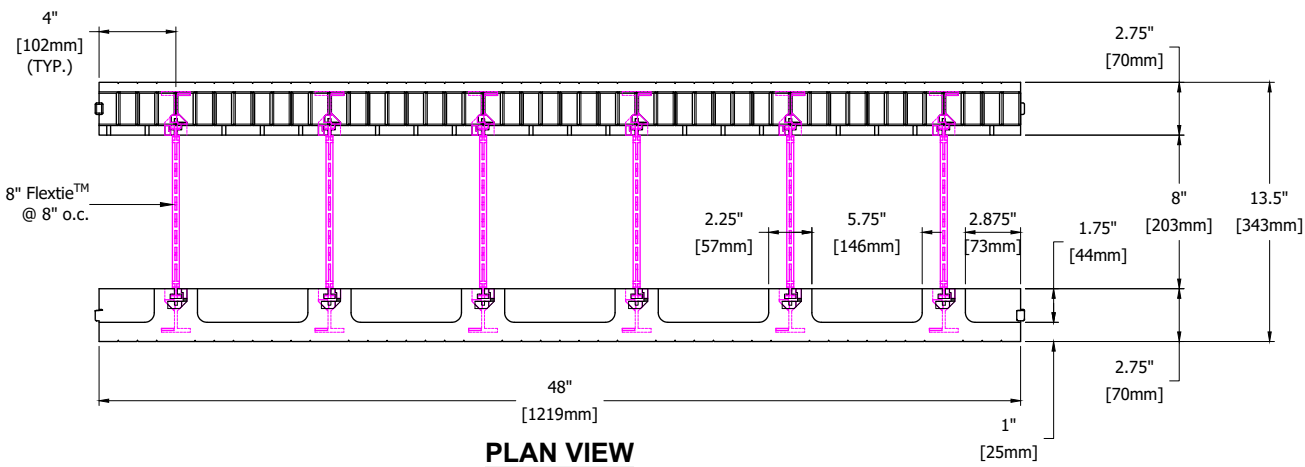 4"
[102mm]
(TYP.)
2.75"
[70mm]
8" Flextie™
@ 8" o.c.
2.25"
[57mm]
5.75"
[146mm]
2.875"
[73mm]
1.75"
[44mm]
8"
[203mm]
13.5"
[343mm]
48"
[1219mm]
2.75"
[70mm]
1"
[25mm]
PLAN VIEW